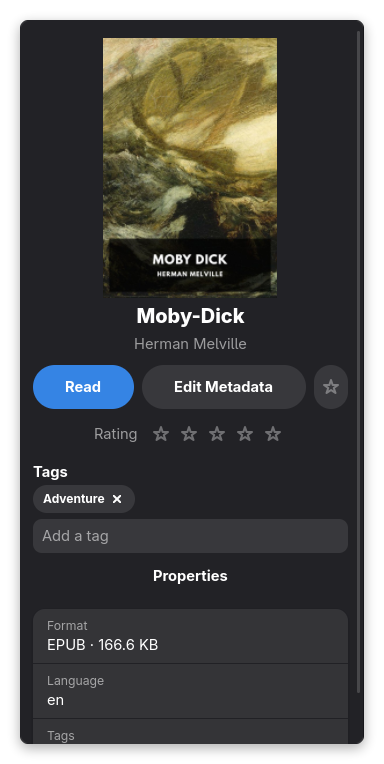 MOBY DICK
HERMAN MELVILLE
Moby-Dick
Herman Melville
Read
Edit Metadata
Rating
Tags
Adventure
Add a tag
Properties
Format
EPUB · 166.6 KB
Language
en
Tags